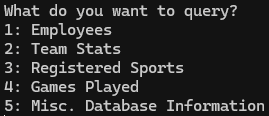 What do you want to query?
1: Employees
2: Team Stats
3: Registered Sports
4: Games Played
5: Misc. Database Information